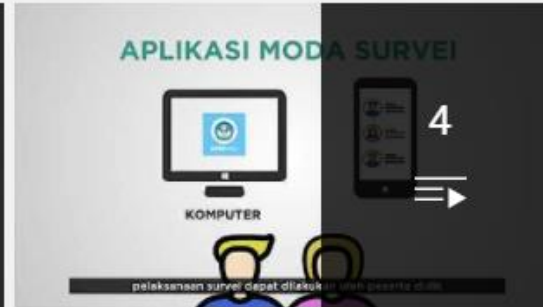 APLIKASI MODA SURVEI
4
KOMPUTER
pelaksanaan survei dapat dilakukan oleh peserta didik